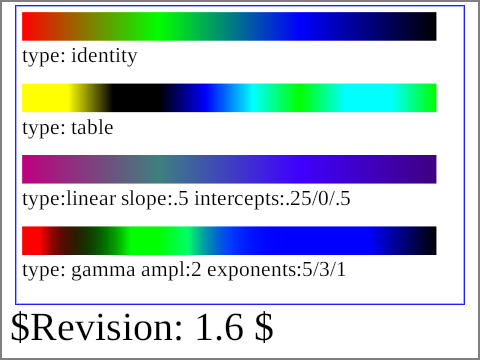 type: identity
type: table
type:linear slope:.5 intercepts:.25/0/.5
type: gamma ampl:2 exponents:5/3/1
$Revision: 1.6 $